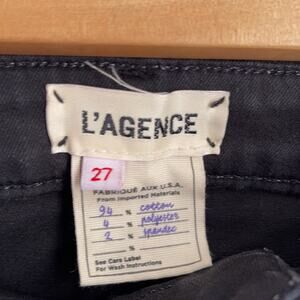 L'AGENCE
27
FABRIQUÉ AUX U.S.A.
From Imported Materials
94 % cotton
4 % polyester
2 % spandex
See Care Label
For Wash Instructions